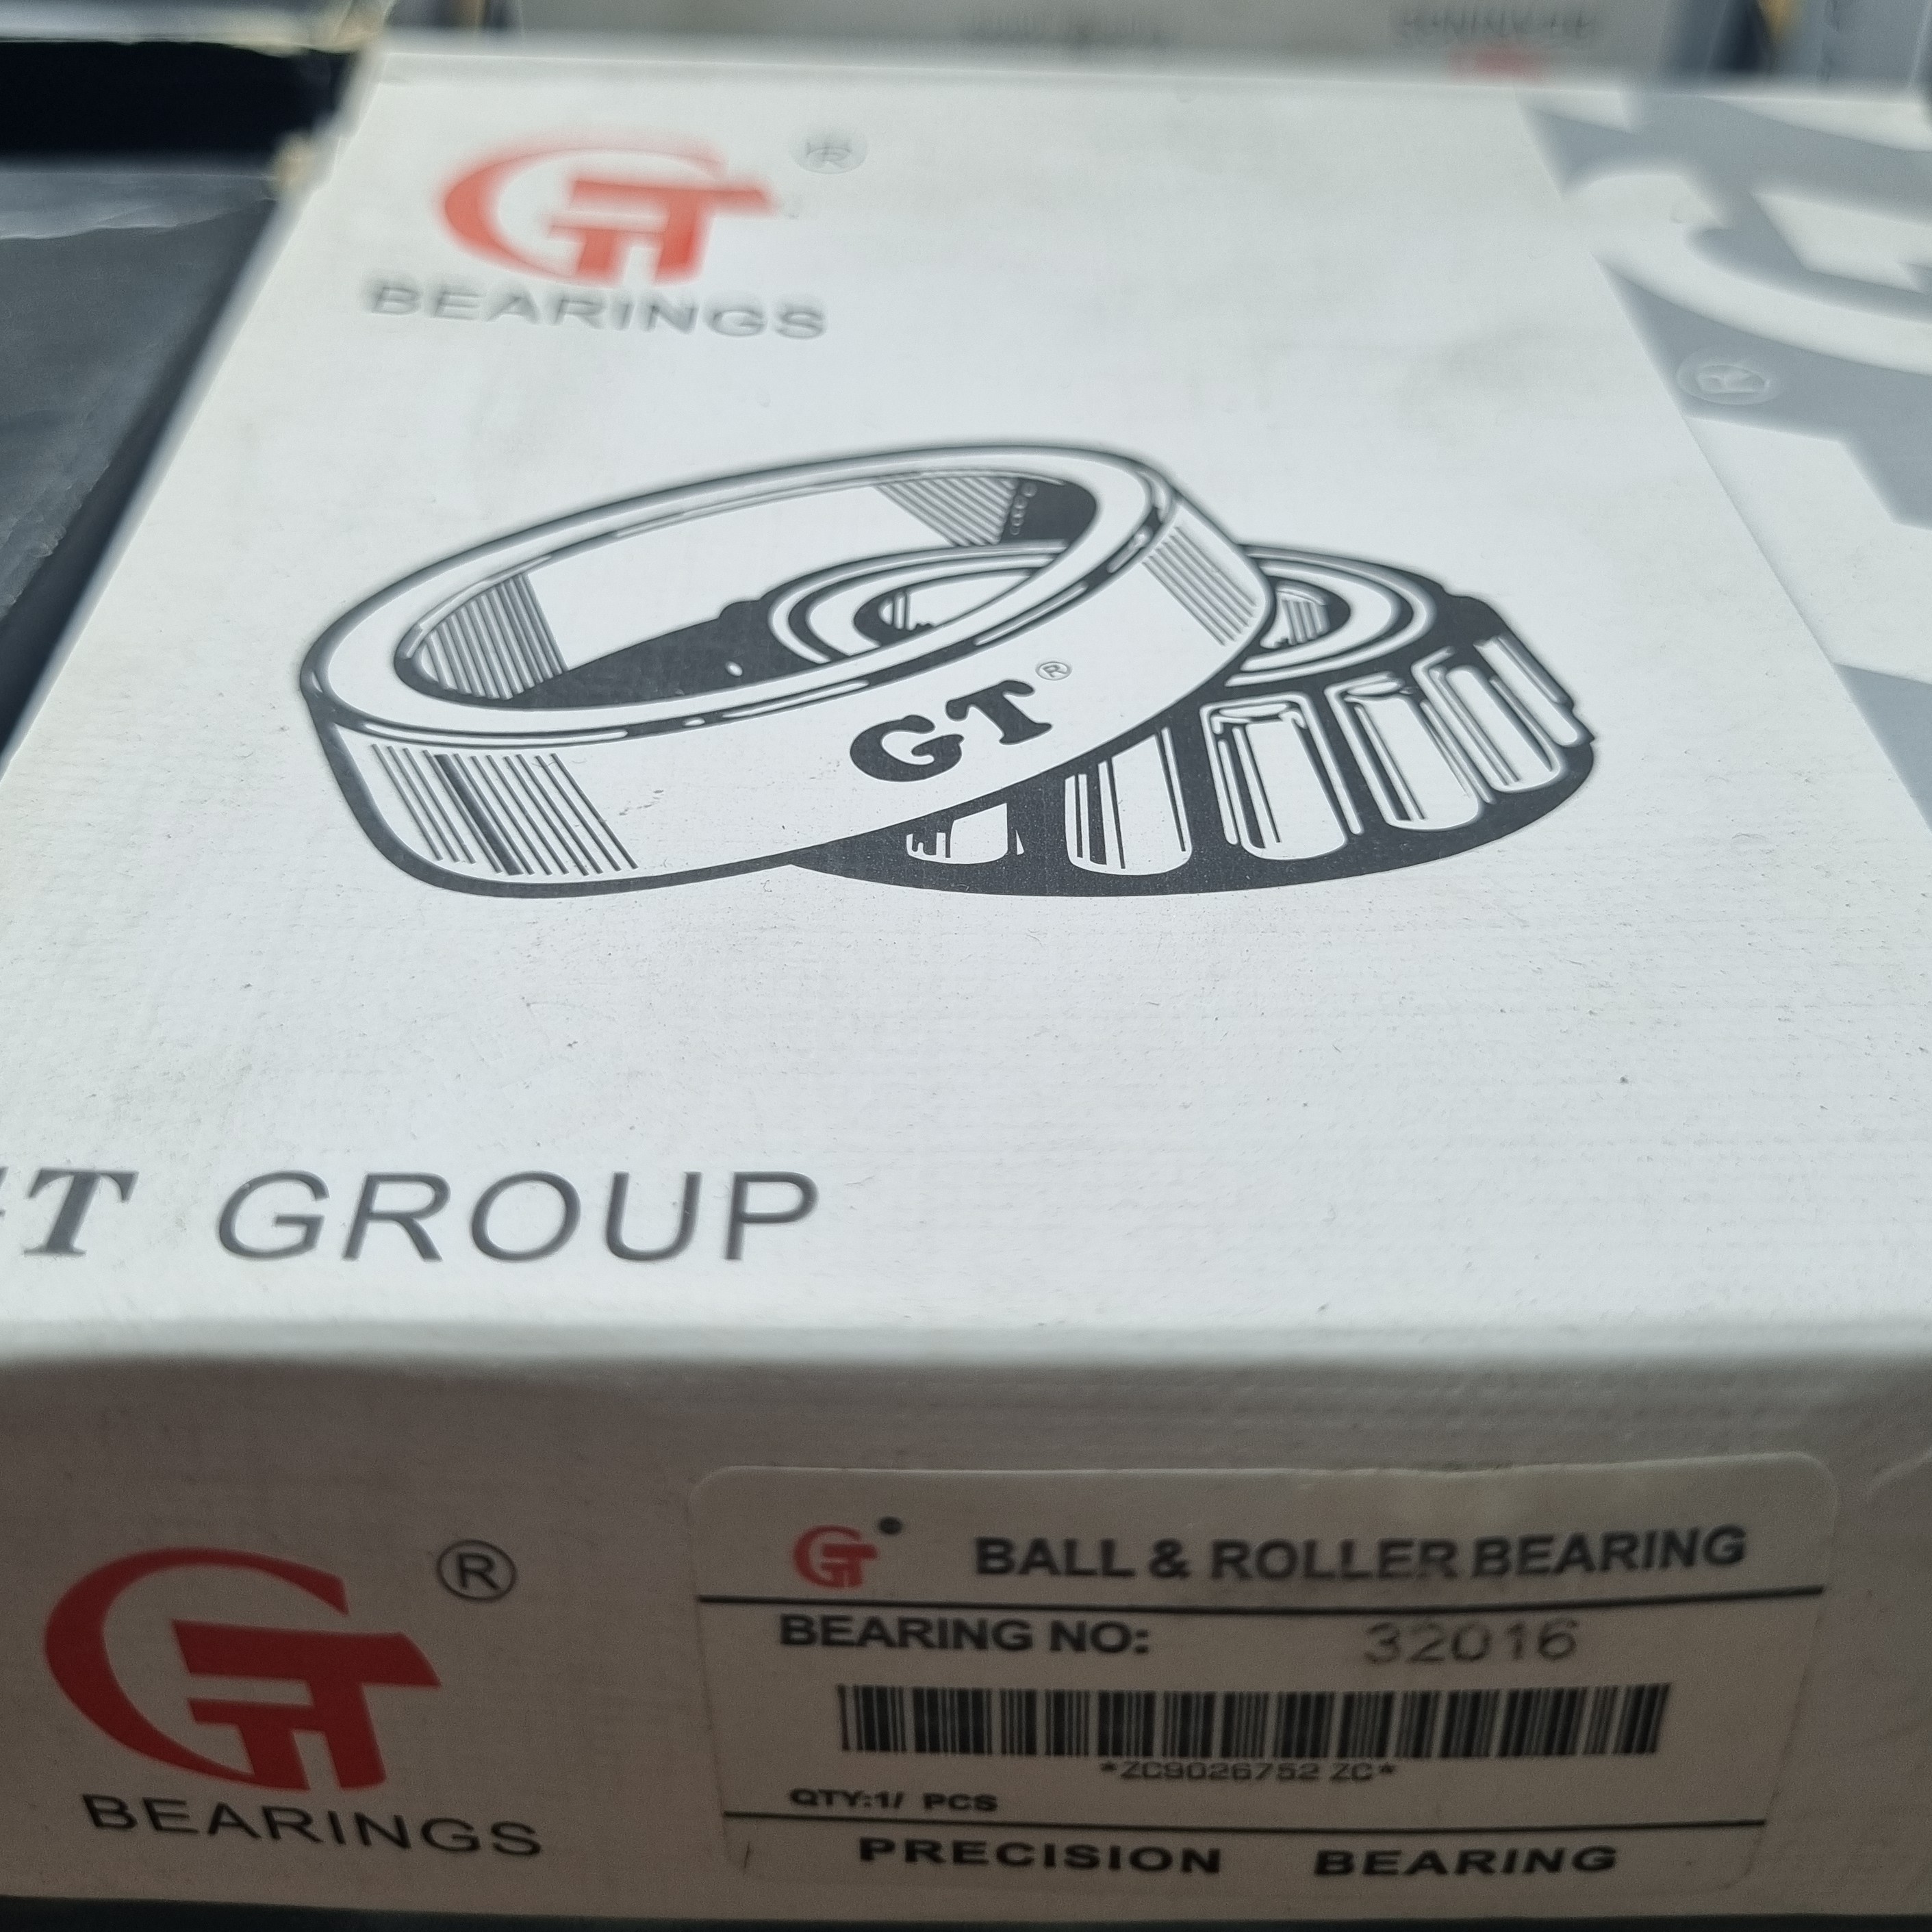 GT ®
BEARINGS
GT®
T GROUP
GT ®
BEARINGS
GT BALL & ROLLER BEARING
BEARING NO: 32016
*ZC9026752 ZC*
QTY:1/ PCS
PRECISION BEARING